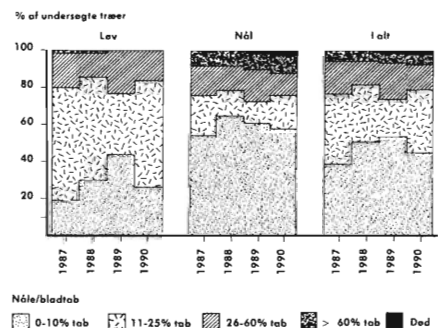 % af undersøgte træer
Løv Nål I alt
100
80
60
40
20
1987 1988 1989 1990 1987 1988 1989 1990 1987 1988 1989 1990
Nåle/bladtab
0-10% tab 11-25% tab 26-60% tab > 60% tab Død